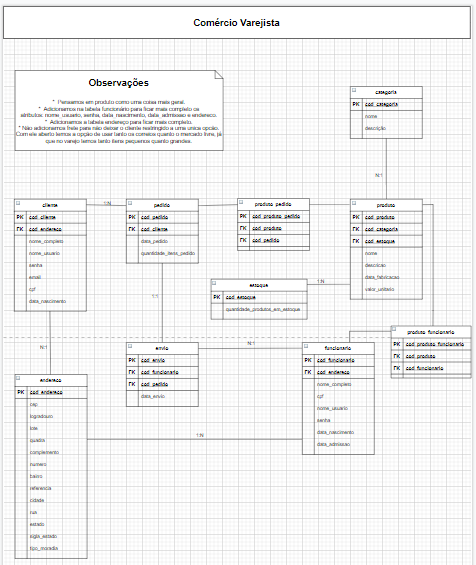 Comércio Varejista
Observações
* Pensamos em produto como uma coisa mais geral.
* Adicionamos na tabela funcionário para ficar mais completo os
atributos: nome_usuario, senha, data_nascimento, data_admissao e endereco.
* Adicionamos a tabela endereço para ficar mais completo.
* Não adicionamos frete para não deixar o cliente restringido a uma unica opção.
Com ele aberto temos a opção de usar tanto os correios quanto o mercado livre, já
que no varejo temos tanto itens pequenos quanto grandes.
categoria
PK cod_categoria
nome
descrição
N:1
cliente
PK cod_cliente
FK cod_endereco
nome_completo
nome_usuario
senha
email
cpf
data_nascimento
1:N
pedido
PK cod_pedido
FK cod_cliente
data_pedido
quantidade_itens_pedido
produto_pedido
PK cod_produto_pedido
FK cod_produto
FK cod_pedido
produto
PK cod_produto
FK cod_categoria
FK cod_estoque
nome
descricao
data_fabricacao
valor_unitario
estoque
PK cod_estoque
quantidade_produtos_em_estoque
1:N
1:1
produto_funcionario
PK cod_produto_funcionario
FK cod_produto
FK cod_funcionario
N:1
envio
PK cod_envio
FK cod_funcionario
FK cod_pedido
data_envio
N:1
funcionario
PK cod_funcionario
FK cod_endereco
nome_completo
cpf
nome_usuario
senha
data_nascimento
data_admissao
endereco
PK cod_endereco
cep
logradouro
lote
quadra
complemento
numero
bairro
referencia
cidade
rua
estado
sigla_estado
tipo_moradia
1:N